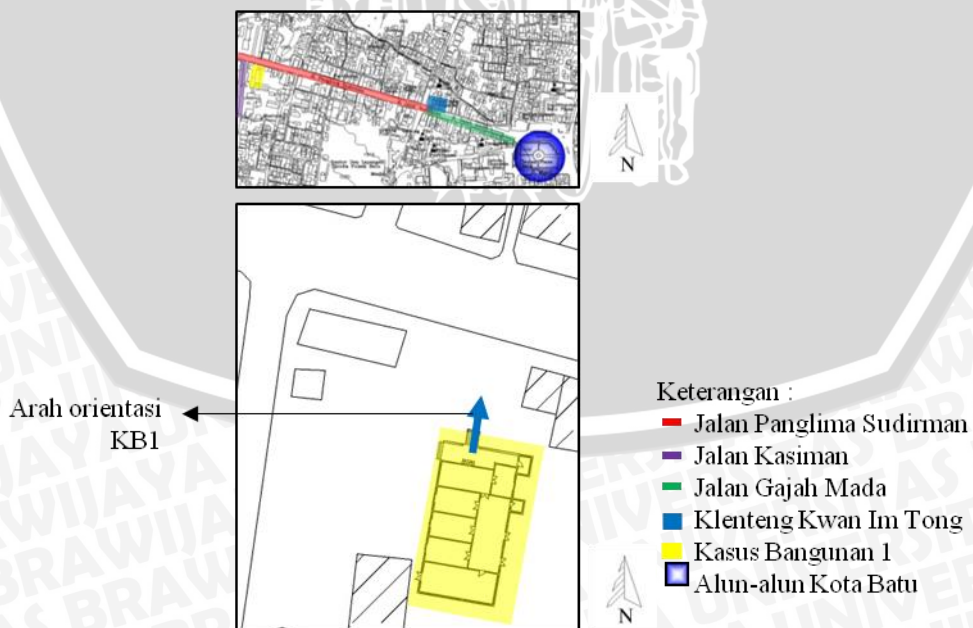 N
Arah orientasi
KB1
N
Keterangan :
Jalan Panglima Sudirman
Jalan Kasiman
Jalan Gajah Mada
Klenteng Kwan Im Tong
Kasus Bangunan 1
Alun-alun Kota Batu